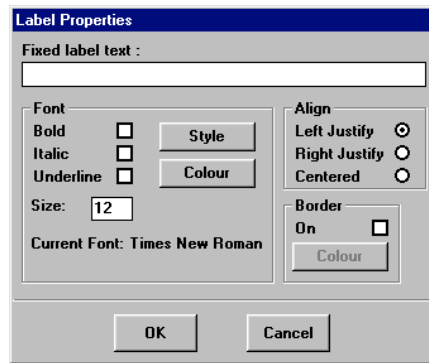 Label Properties
Fixed label text :
Font
Bold
Italic
Underline
Style
Colour
Size: 12
Current Font: Times New Roman
Align
Left Justify
Right Justify
Centered
Border
On
Colour
OK
Cancel